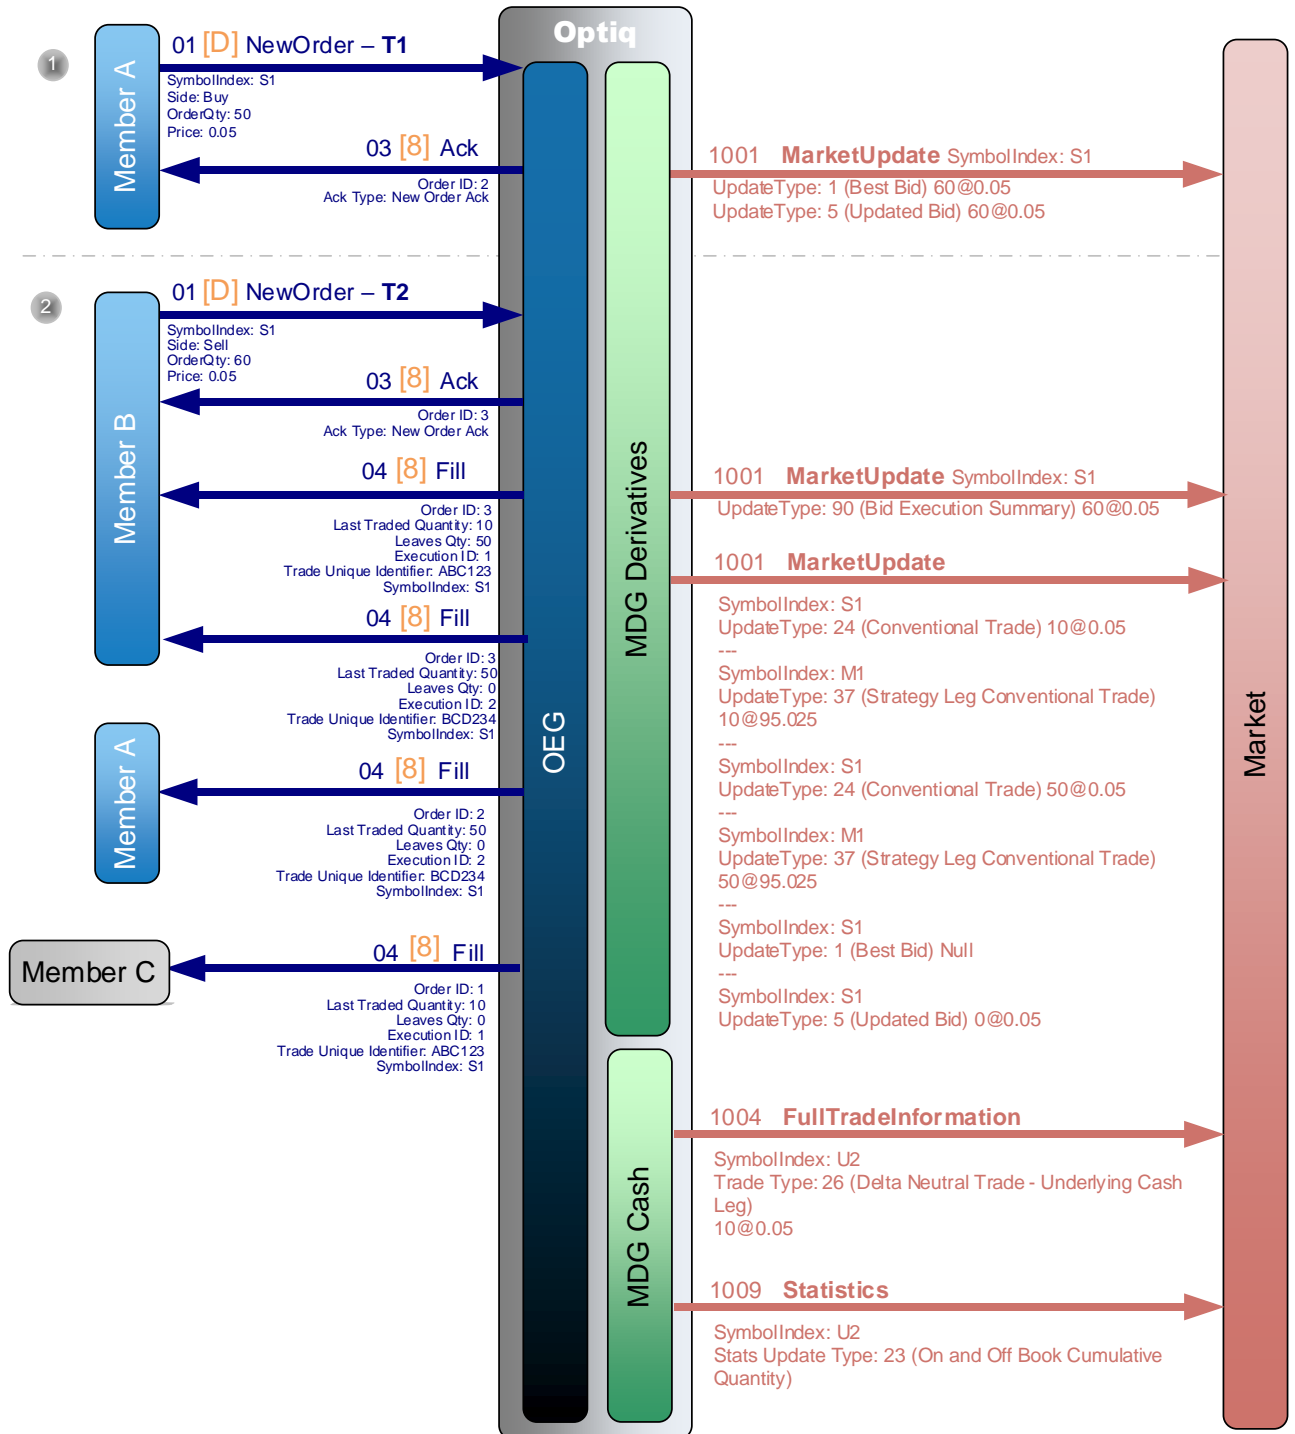 Optiq
1
Member A
01 [D] NewOrder – T1
SymbolIndex: S1
Side: Buy
OrderQty: 50
Price: 0.05
03 [8] Ack
Order ID: 2
Ack Type: New Order Ack
1001 MarketUpdate SymbolIndex: S1
UpdateType: 1 (Best Bid) 60@0.05
UpdateType: 5 (Updated Bid) 60@0.05
2
Member B
01 [D] NewOrder – T2
SymbolIndex: S1
Side: Sell
OrderQty: 60
Price: 0.05
03 [8] Ack
Order ID: 3
Ack Type: New Order Ack
04 [8] Fill
Order ID: 3
Last Traded Quantity: 10
Leaves Qty: 50
Execution ID: 1
Trade Unique Identifier: ABC123
SymbolIndex: S1
04 [8] Fill
Order ID: 3
Last Traded Quantity: 50
Leaves Qty: 0
Execution ID: 2
Trade Unique Identifier: BCD234
SymbolIndex: S1
Member A
04 [8] Fill
Order ID: 2
Last Traded Quantity: 50
Leaves Qty: 0
Execution ID: 2
Trade Unique Identifier: BCD234
SymbolIndex: S1
Member C
04 [8] Fill
Order ID: 1
Last Traded Quantity: 10
Leaves Qty: 0
Execution ID: 1
Trade Unique Identifier: ABC123
SymbolIndex: S1
OEG
MDG Derivatives
MDG Cash
1001 MarketUpdate SymbolIndex: S1
UpdateType: 90 (Bid Execution Summary) 60@0.05
1001 MarketUpdate
SymbolIndex: S1
UpdateType: 24 (Conventional Trade) 10@0.05
---
SymbolIndex: M1
UpdateType: 37 (Strategy Leg Conventional Trade)
10@95.025
---
SymbolIndex: S1
UpdateType: 24 (Conventional Trade) 50@0.05
---
SymbolIndex: M1
UpdateType: 37 (Strategy Leg Conventional Trade)
50@95.025
---
SymbolIndex: S1
UpdateType: 1 (Best Bid) Null
---
SymbolIndex: S1
UpdateType: 5 (Updated Bid) 0@0.05
1004 FullTradeInformation
SymbolIndex: U2
Trade Type: 26 (Delta Neutral Trade - Underlying Cash
Leg)
10@0.05
1009 Statistics
SymbolIndex: U2
Stats Update Type: 23 (On and Off Book Cumulative
Quantity)
Market